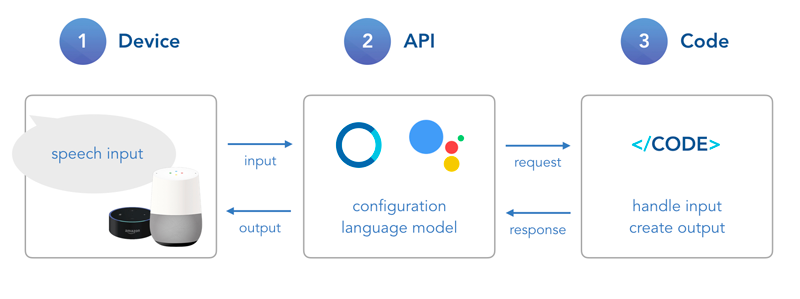 1 Device
2 API
3 Code
speech input
amazon
input
output
configuration
language model
request
response
</CODE>
handle input
create output